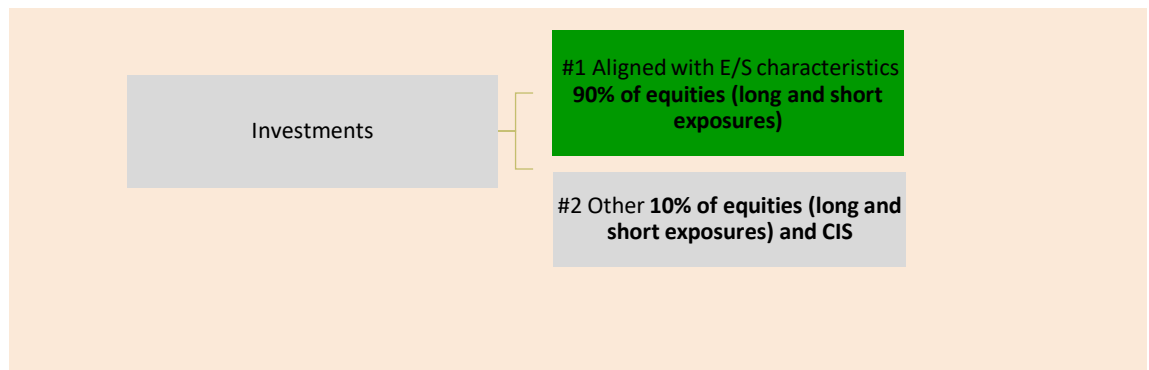 Investments
#1 Aligned with E/S characteristics
90% of equities (long and short
exposures)
#2 Other 10% of equities (long and
short exposures) and CIS